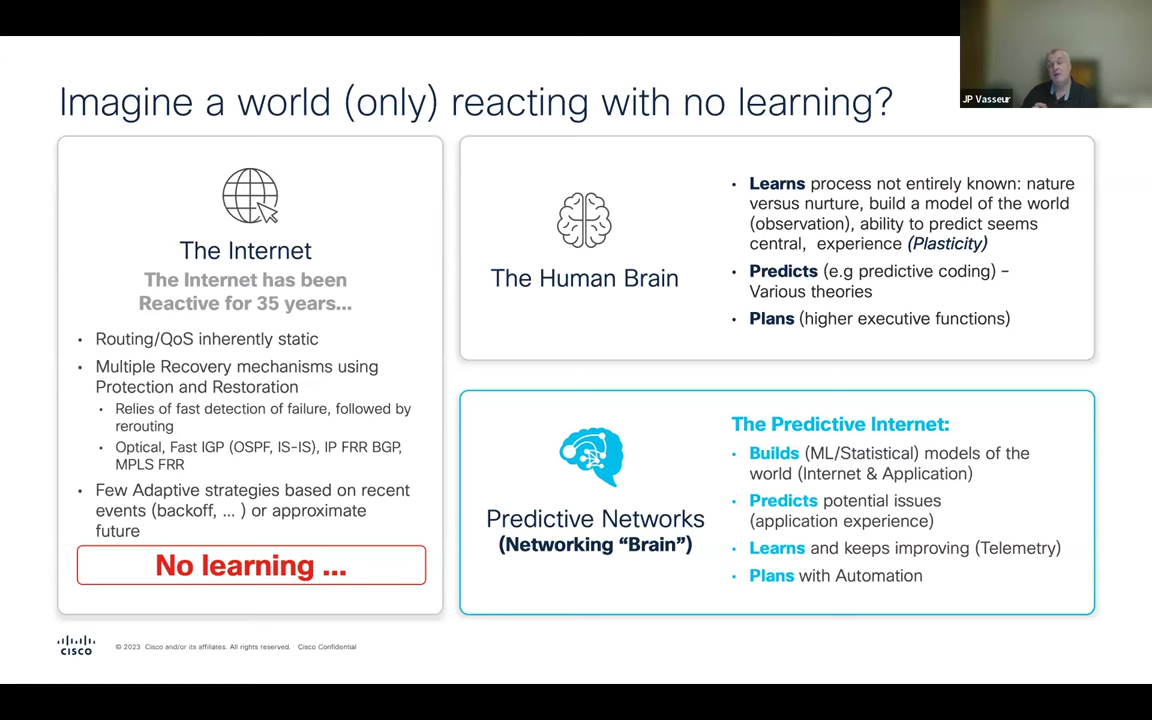 JP Vasseur
Imagine a world (only) reacting with no learning?
The Internet
The Internet has been
Reactive for 35 years...
• Routing/QoS inherently static
• Multiple Recovery mechanisms using
Protection and Restoration
• Relies of fast detection of failure, followed by
rerouting
• Optical, Fast IGP (OSPF, IS-IS), IP FRR BGP,
MPLS FRR
• Few Adaptive strategies based on recent
events (backoff, ... ) or approximate
future
No learning ...
The Human Brain
• Learns process not entirely known: nature
versus nurture, build a model of the world
(observation), ability to predict seems
central, experience (Plasticity)
• Predicts (e.g predictive coding) –
Various theories
• Plans (higher executive functions)
Predictive Networks
(Networking “Brain”)
The Predictive Internet:
• Builds (ML/Statistical) models of the
world (Internet & Application)
• Predicts potential issues
(application experience)
• Learns and keeps improving (Telemetry)
• Plans with Automation
CISCO
© 2023 Cisco and/or its affiliates. All rights reserved. Cisco Confidential